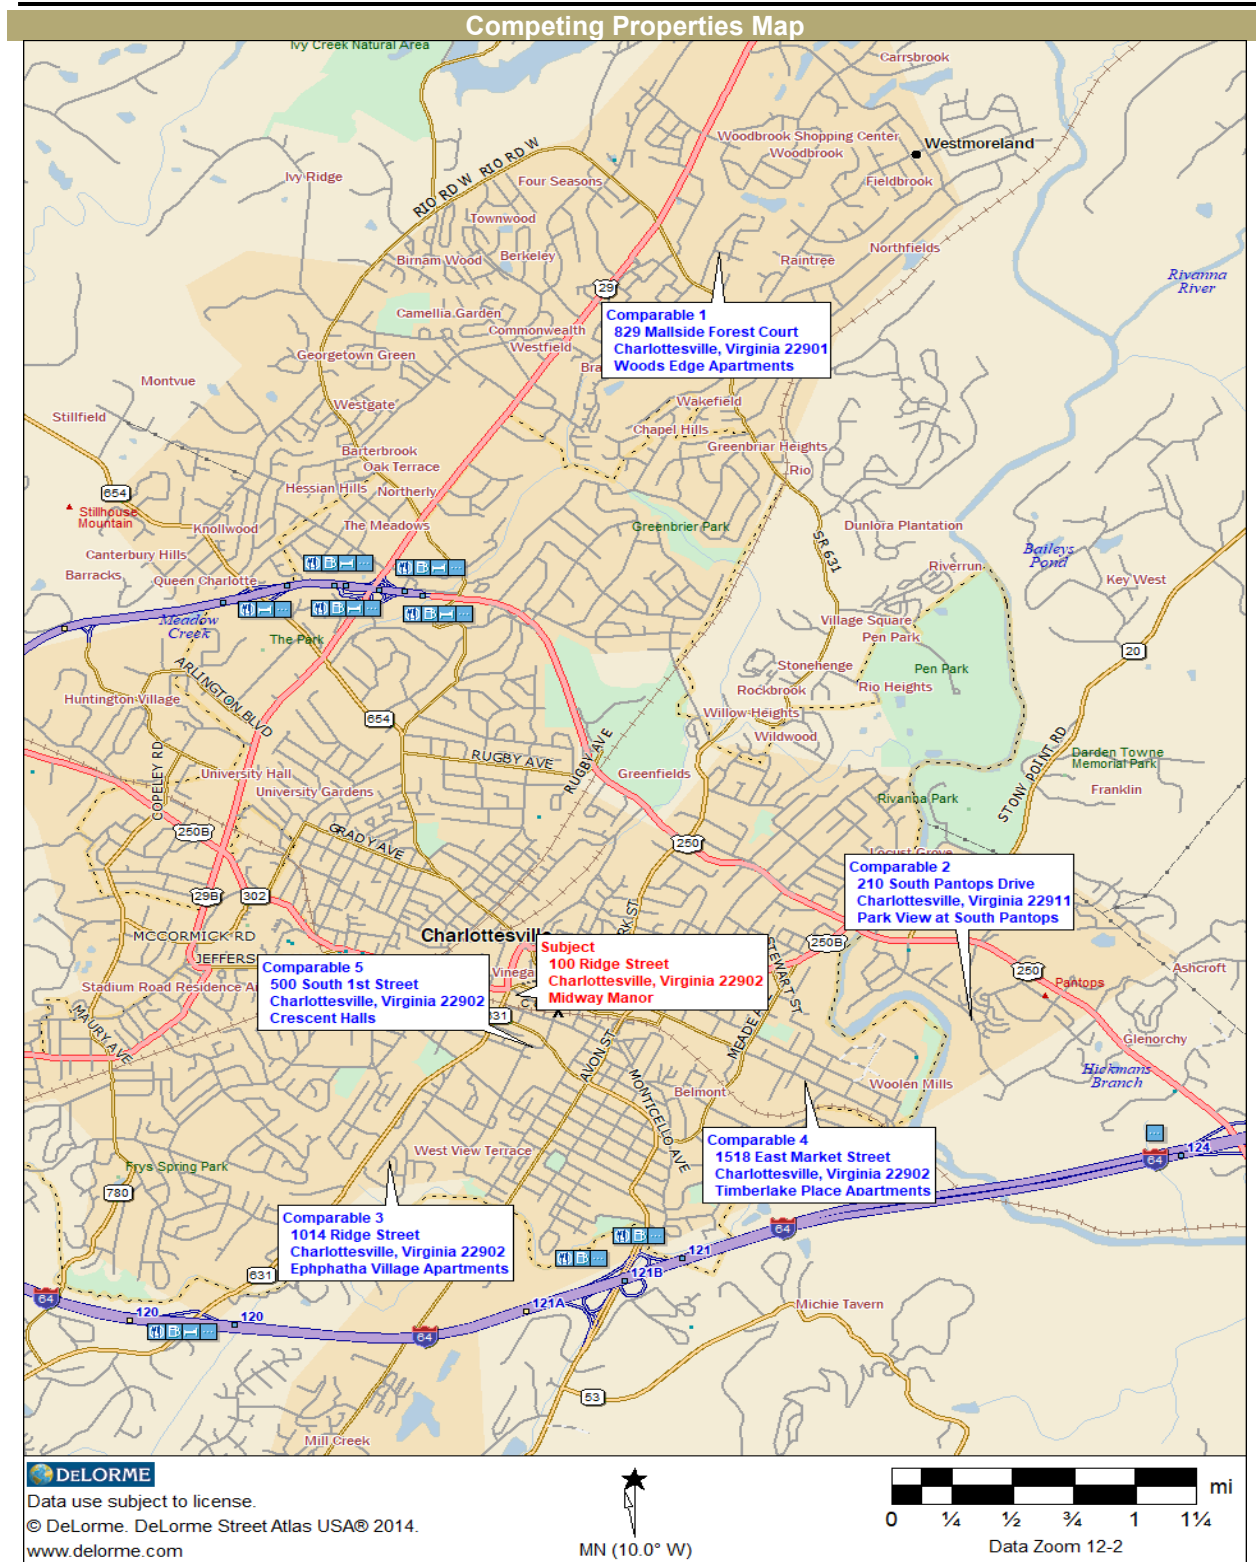 Competing Properties Map
Ivy Creek Natural Area
Carrsbrook
Woodbrook Shopping Center
Woodbrook
Westmoreland
RIO RD W RIO RD W
Ivy Ridge
Four Seasons
Fieldbrook
Townwood
Birnam Wood
Berkeley
Raintree
Northfields
Rivanna
River
29
Camellia Garden
Commonwealth
Westfield
Georgetown Green
Comparable 1
829 Mallside Forest Court
Charlottesville, Virginia 22901
Woods Edge Apartments
Bra
Montvue
Stillfield
Westgate
Wakefield
Chapel Hills
Greenbriar Heights
Barterbrook
Oak Terrace
Rio
654
Hessian Hills
Northerly
Stillhouse
Mountain
Knollwood
The Meadows
Greenbrier Park
Dunlora Plantation
SR 631
Canterbury Hills
Barracks
Queen Charlotte
Riverrun
Baileys
Pond
Key West
Meadow
Creek
The Park
Village Square
Pen Park
20
ARLINGTON BLVD
Stonehenge
Pen Park
Rockbrook
Rio Heights
Huntington Village
654
Willow Heights
Wildwood
COPELEY RD
RUGBY AVE
RUGBY AVE
STONY POINT RD
Darden Towne
Memorial Park
University Hall
University Gardens
Greenfields
Rivanna Park
Franklin
250B
GRADY AVE
250
Locust Grove
29B
302
Comparable 2
210 South Pantops Drive
Charlottesville, Virginia 22911
Park View at South Pantops
MCCORMICK RD
Charlottesville
RK ST
STEWART ST
250B
JEFFERS
Subject
100 Ridge Street
Charlottesville, Virginia 22902
Midway Manor
Comparable 5
500 South 1st Street
Charlottesville, Virginia 22902
Crescent Halls
Vinega
250
Ashcroft
Pantops
Stadium Road Residence Ar
MAURY AVE
631
MEADE A
AVON ST
Glenorchy
MONTICELLO AVE
Belmont
Woolen Mills
Hickmans
Branch
West View Terrace
Comparable 4
1518 East Market Street
Charlottesville, Virginia 22902
Timberlake Place Apartments
124
64
Frys Spring Park
780
Comparable 3
1014 Ridge Street
Charlottesville, Virginia 22902
Ephphatha Village Apartments
64
121
631
121B
64
120
120
121A
Michie Tavern
64
53
Mill Creek
DELORME
Data use subject to license.
© DeLorme. DeLorme Street Atlas USA® 2014.
www.delorme.com
MN (10.0° W)
mi
0 ¼ ½ ¾ 1 1¼
Data Zoom 12-2